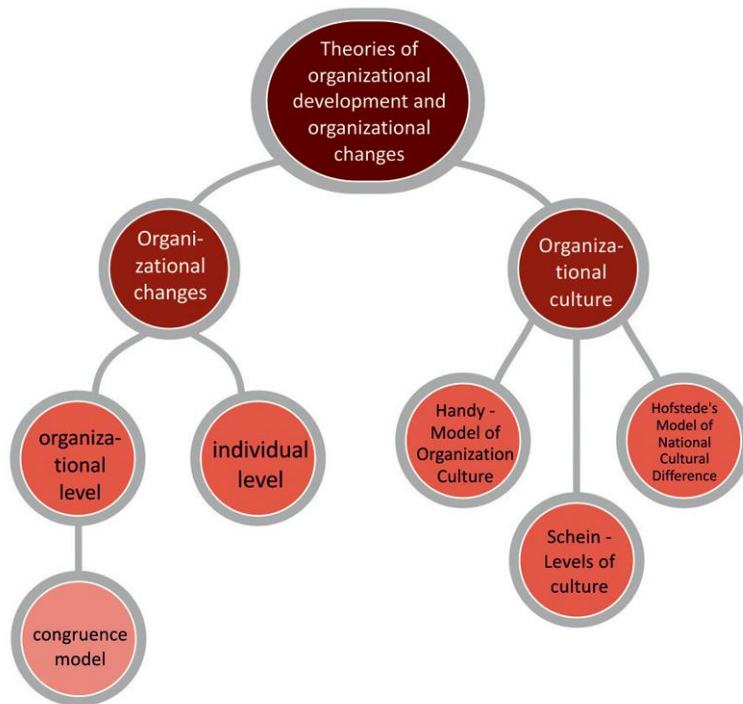 Theories of
organizational
development and
organizational
changes
Organi-
zational
changes
Organiza-
tional
culture
organiza-
tional
level
individual
level
Handy -
Model of
Organization
Culture
Hofstede's
Model of
National
Cultural
Difference
Schein -
Levels of
culture
congruence
model